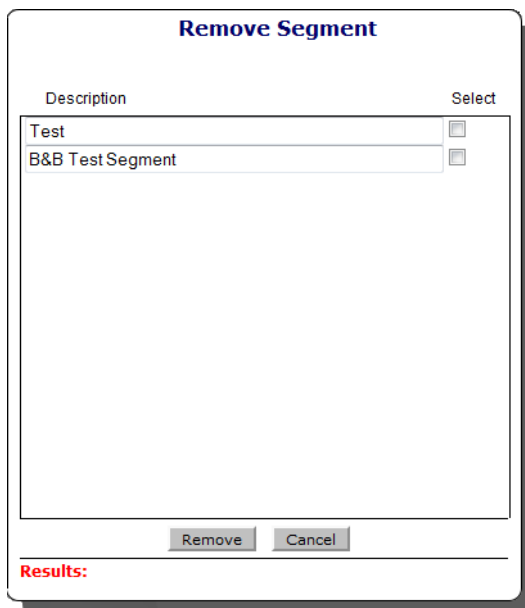 Remove Segment
Description Select
Test
B&B Test Segment
Remove Cancel
Results: